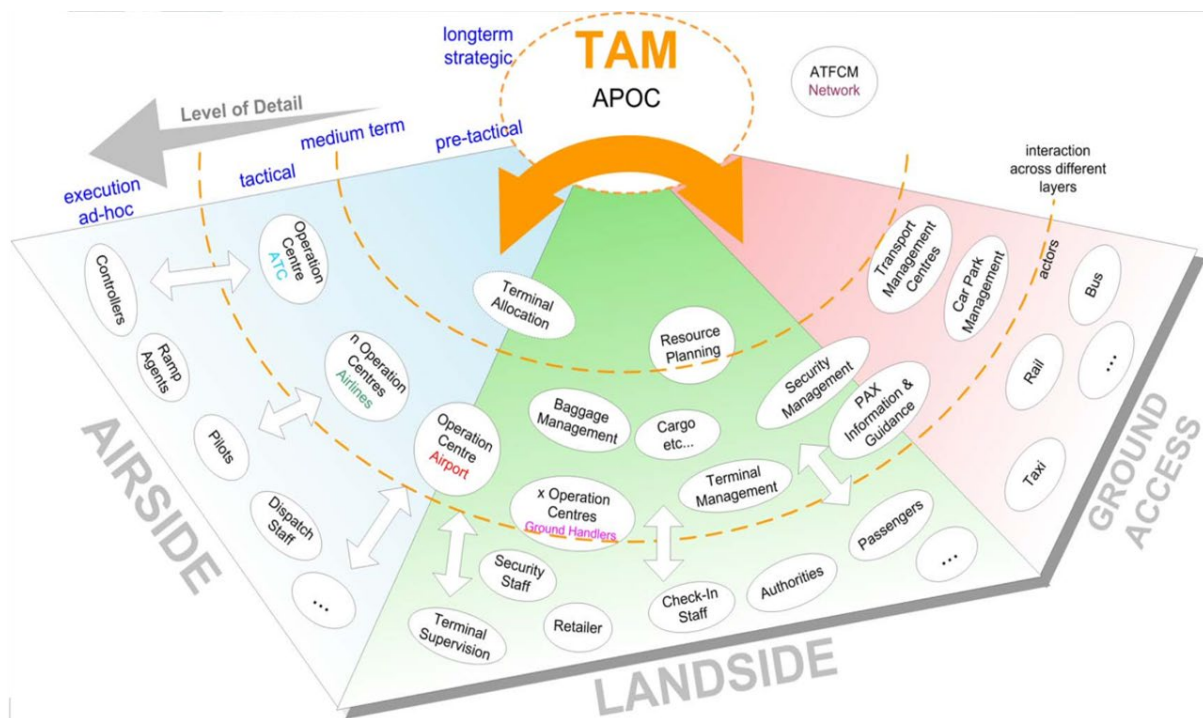 longterm
strategic
TAM
APOC
ATFCM
Network
Level of Detail
execution
ad-hoc
tactical
medium term
pre-tactical
interaction
across different
layers
actors
Controllers
Operation
Centre
ATC
Ramp
Agents
n Operation
Centres
Airlines
Pilots
Operation
Centre
Airport
Dispatch
Staff
...
AIRSIDE
Terminal
Allocation
Resource
Planning
Baggage
Management
Cargo
etc...
Security
Management
PAX
Information &
Guidance
Terminal
Management
x Operation
Centres
Ground Handlers
Security
Staff
Terminal
Supervision
Retailer
Check-In
Staff
Authorities
Passengers
...
LANDSIDE
Transport
Management
Centres
Car Park
Management
Bus
...
Rail
Taxi
GROUND
ACCESS